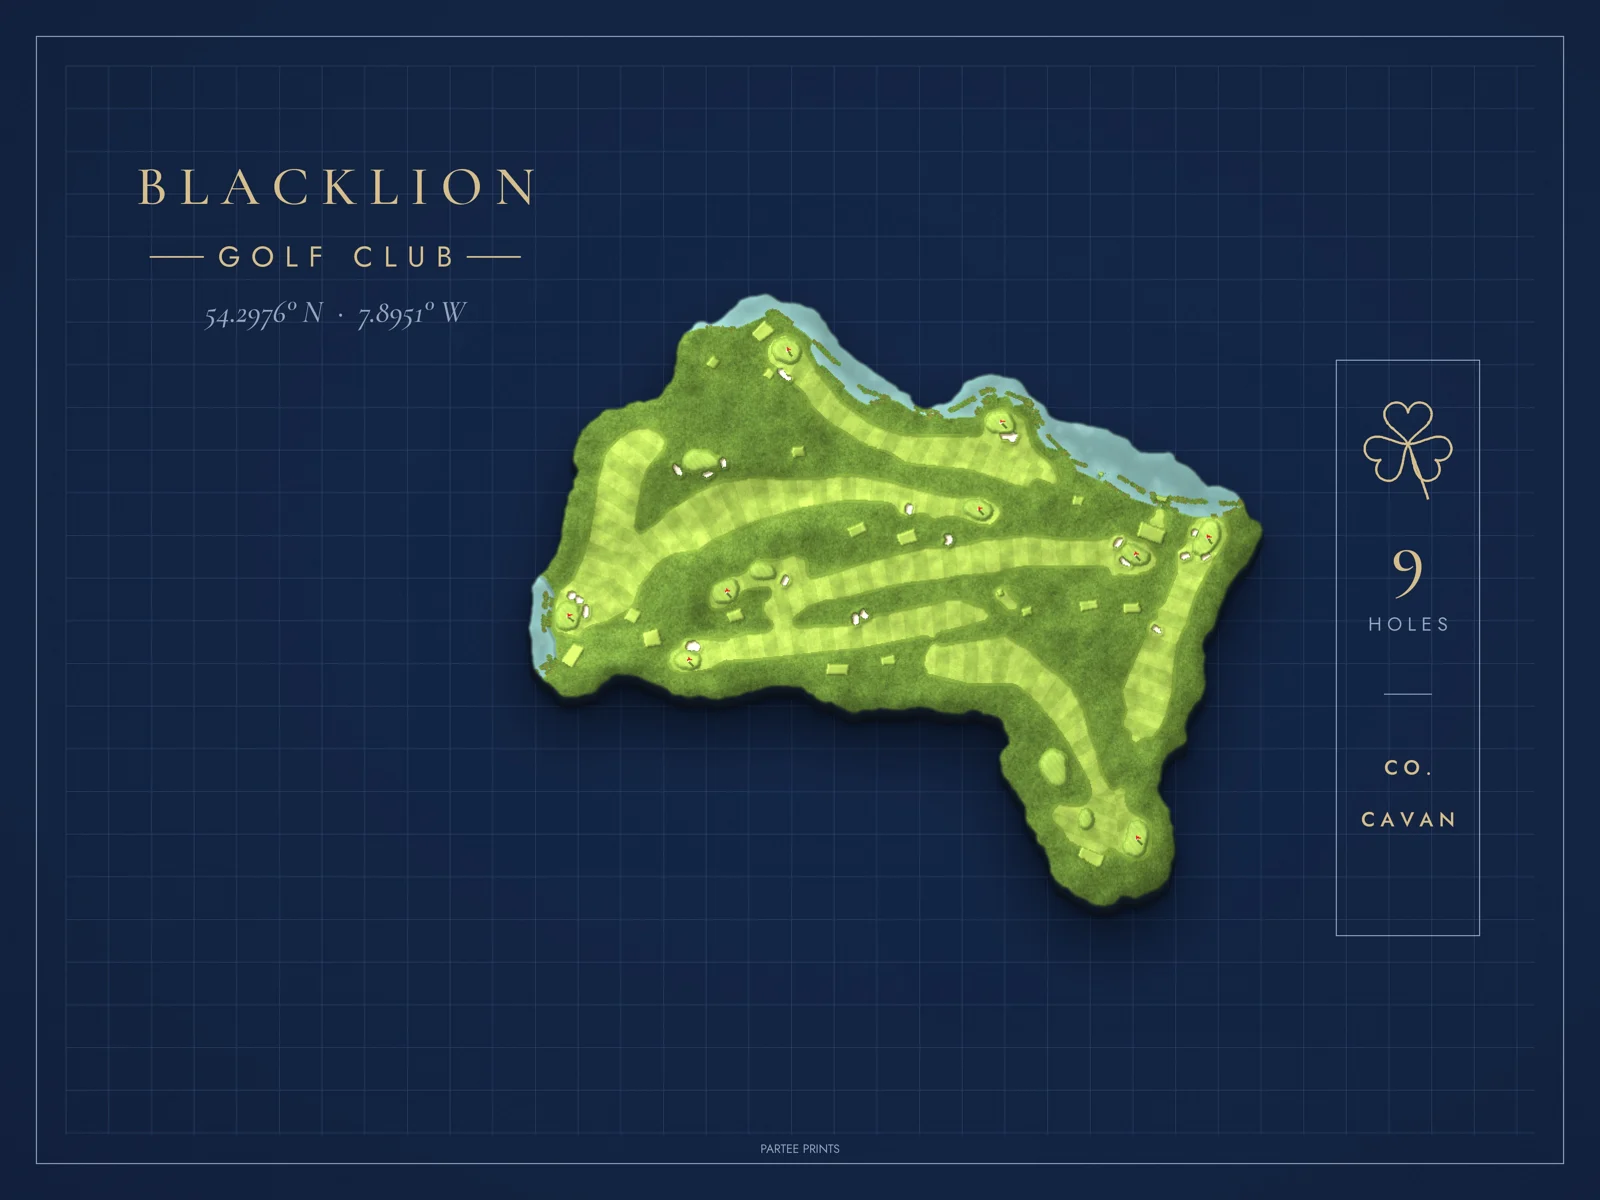 BLACKLION
GOLF CLUB
54.2976° N · 7.8951° W
9
HOLES
CO.
CAVAN
PARTEE PRINTS